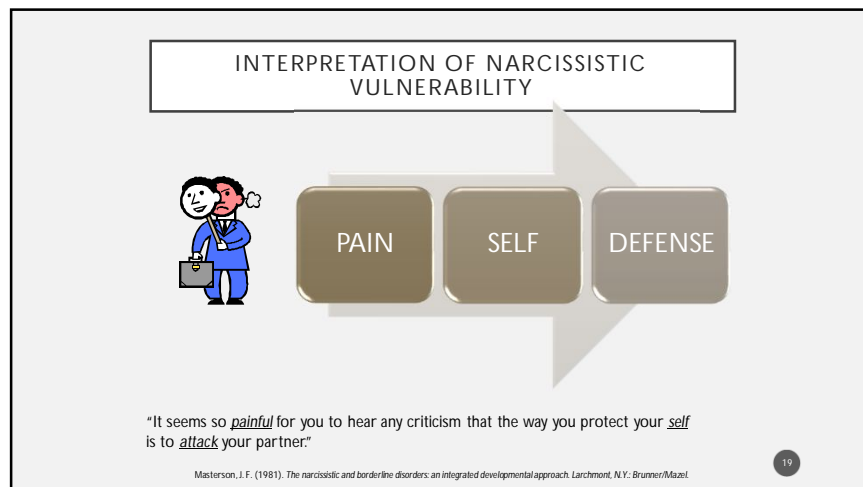 INTERPRETATION OF NARCISSISTIC
VULNERABILITY
PAIN
SELF
DEFENSE
"It seems so painful for you to hear any criticism that the way you protect your self
is to attack your partner."
19
Masterson, J. F. (1981). The narcissistic and borderline disorders: an integrated developmental approach. Larchmont, N.Y.: Brunner/Mazel.